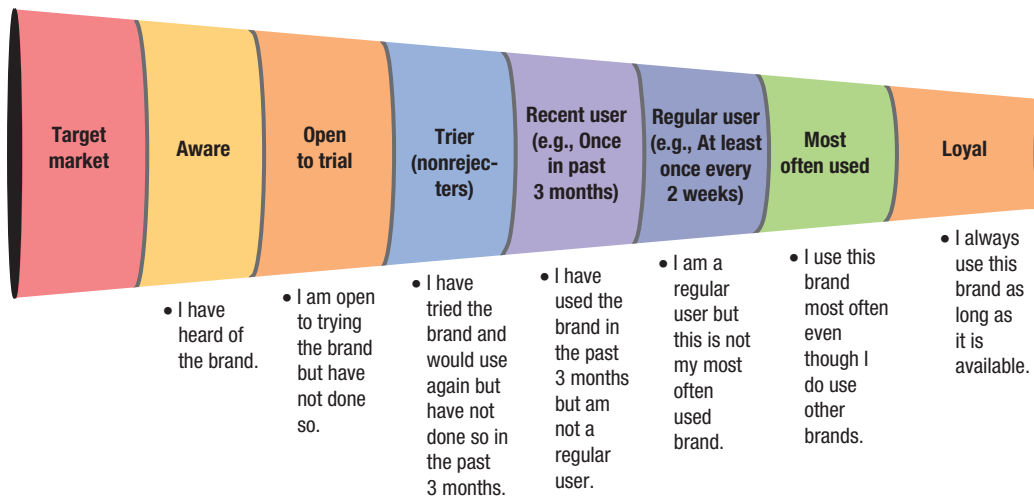 Target
market
Aware
Open
to trial
Trier
(nonrejec-
ters)
Recent user
(e.g., Once
in past
3 months)
Regular user
(e.g., At least
once every
2 weeks)
Most
often used
Loyal
• I have
heard of
the brand.
• I am open
to trying
the brand
but have
not done
so.
• I have
tried the
brand and
would use
again but
have not
done so in
the past
3 months.
• I have
used the
brand in
the past
3 months
but am
not a
regular
user.
• I am a
regular
user but
this is not
my most
often
used
brand.
• I use this
brand
most often
even
though I
do use
other
brands.
• I always
use this
brand as
long as
it is
available.